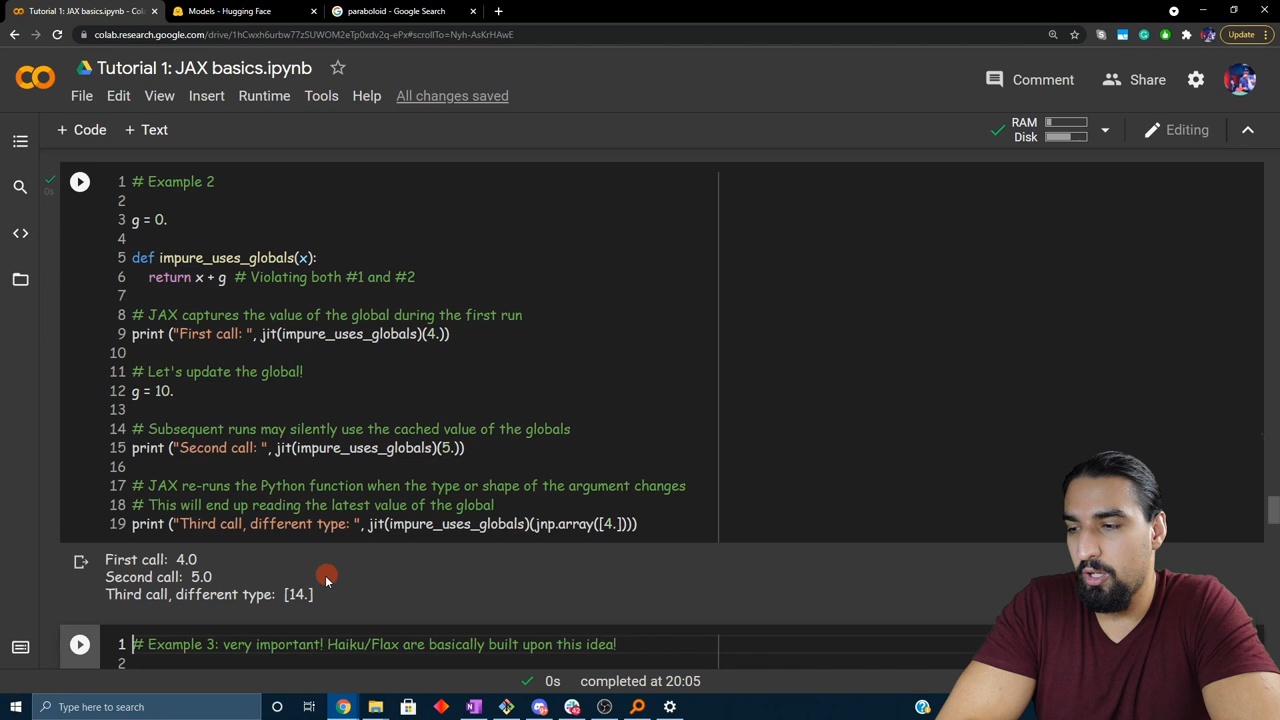 Tutorial 1: JAX basics.ipynb - Col
Models - Hugging Face
paraboloid - Google Search
colab.research.google.com/drive/1hCwxh6urbw77zSUWOM2eTp0xdv2q-ePx#scrollTo=Nyh-AsKrHAwE
Update
Tutorial 1: JAX basics.ipynb
Comment
Share
File Edit View Insert Runtime Tools Help All changes saved
+ Code + Text
RAM
Disk
Editing
0s
1 # Example 2
2
3 g = 0.
4
5 def impure_uses_globals(x):
6 return x + g # Violating both #1 and #2
7
8 # JAX captures the value of the global during the first run
9 print ("First call: ", jit(impure_uses_globals)(4.))
10
11 # Let's update the global!
12 g = 10.
13
14 # Subsequent runs may silently use the cached value of the globals
15 print ("Second call: ", jit(impure_uses_globals)(5.))
16
17 # JAX re-runs the Python function when the type or shape of the argument changes
18 # This will end up reading the latest value of the global
19 print ("Third call, different type: ", jit(impure_uses_globals)(jnp.array([4.])))
First call: 4.0
Second call: 5.0
Third call, different type: [14.]
1 # Example 3: very important! Haiku/Flax are basically built upon this idea!
2
0s completed at 20:05
Type here to search